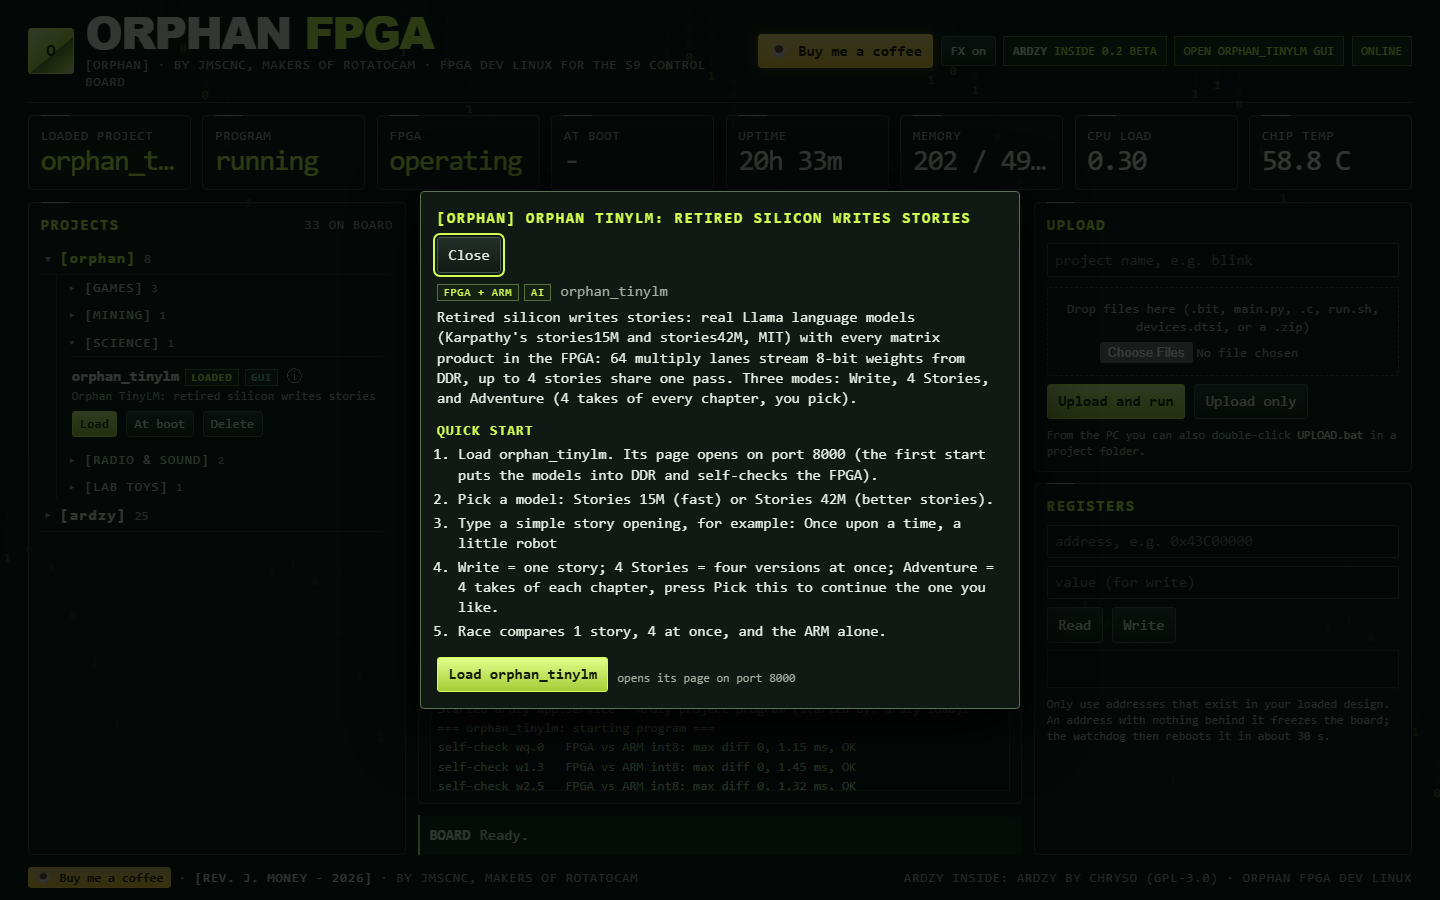 O
ORPHAN FPGA
[ORPHAN] · BY JMSCNC, MAKERS OF ROTATOCAM · FPGA DEV LINUX FOR THE S9 CONTROL
BOARD
Buy me a coffee
FX on
ARDZY INSIDE 0.2 BETA
OPEN ORPHAN_TINYLM GUI
ONLINE
LOADED PROJECT
orphan_t…
PROGRAM
running
FPGA
operating
AT BOOT
-
UPTIME
20h 33m
MEMORY
202 / 49…
CPU LOAD
0.30
CHIP TEMP
58.8 C
PROJECTS
33 ON BOARD
▾ [orphan] 8
▸ [GAMES] 3
▸ [MINING] 1
▾ [SCIENCE] 1
orphan_tinylm LOADED GUI i
Orphan TinyLM: retired silicon writes stories
Load At boot Delete
▸ [RADIO & SOUND] 2
▸ [LAB TOYS] 1
▸ [ardzy] 25
[ORPHAN] ORPHAN TINYLM: RETIRED SILICON WRITES STORIES
Close
FPGA + ARM AI orphan_tinylm
Retired silicon writes stories: real Llama language models
(Karpathy's stories15M and stories42M, MIT) with every matrix
product in the FPGA: 64 multiply lanes stream 8-bit weights from
DDR, up to 4 stories share one pass. Three modes: Write, 4 Stories,
and Adventure (4 takes of every chapter, you pick).
QUICK START
1. Load orphan_tinylm. Its page opens on port 8000 (the first start
puts the models into DDR and self-checks the FPGA).
2. Pick a model: Stories 15M (fast) or Stories 42M (better stories).
3. Type a simple story opening, for example: Once upon a time, a
little robot
4. Write = one story; 4 Stories = four versions at once; Adventure =
4 takes of each chapter, press Pick this to continue the one you
like.
5. Race compares 1 story, 4 at once, and the ARM alone.
Load orphan_tinylm opens its page on port 8000
=== orphan_tinylm: starting program ===
self-check wq.0 FPGA vs ARM int8: max diff 0, 1.15 ms, OK
self-check w1.3 FPGA vs ARM int8: max diff 0, 1.45 ms, OK
self-check w2.5 FPGA vs ARM int8: max diff 0, 1.32 ms, OK
BOARD Ready.
UPLOAD
project name, e.g. blink
Drop files here (.bit, main.py, .c, run.sh,
devices.dtsi, or a .zip)
Choose Files No file chosen
Upload and run Upload only
From the PC you can also double-click UPLOAD.bat in a
project folder.
REGISTERS
address, e.g. 0x43C00000
value (for write)
Read Write
Only use addresses that exist in your loaded design.
An address with nothing behind it freezes the board;
the watchdog then reboots it in about 30 s.
Buy me a coffee · [REV. J. MONEY - 2026] · BY JMSCNC, MAKERS OF ROTATOCAM
ARDZY INSIDE: ARDZY BY CHRYSO (GPL-3.0) · ORPHAN FPGA DEV LINUX